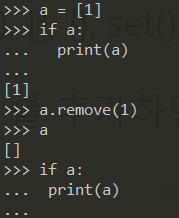 >>> a = [1]
>>> if a:
...   print(a)
...
[1]
>>> a.remove(1)
>>> a
[]
>>> if a:
...  print(a)
...